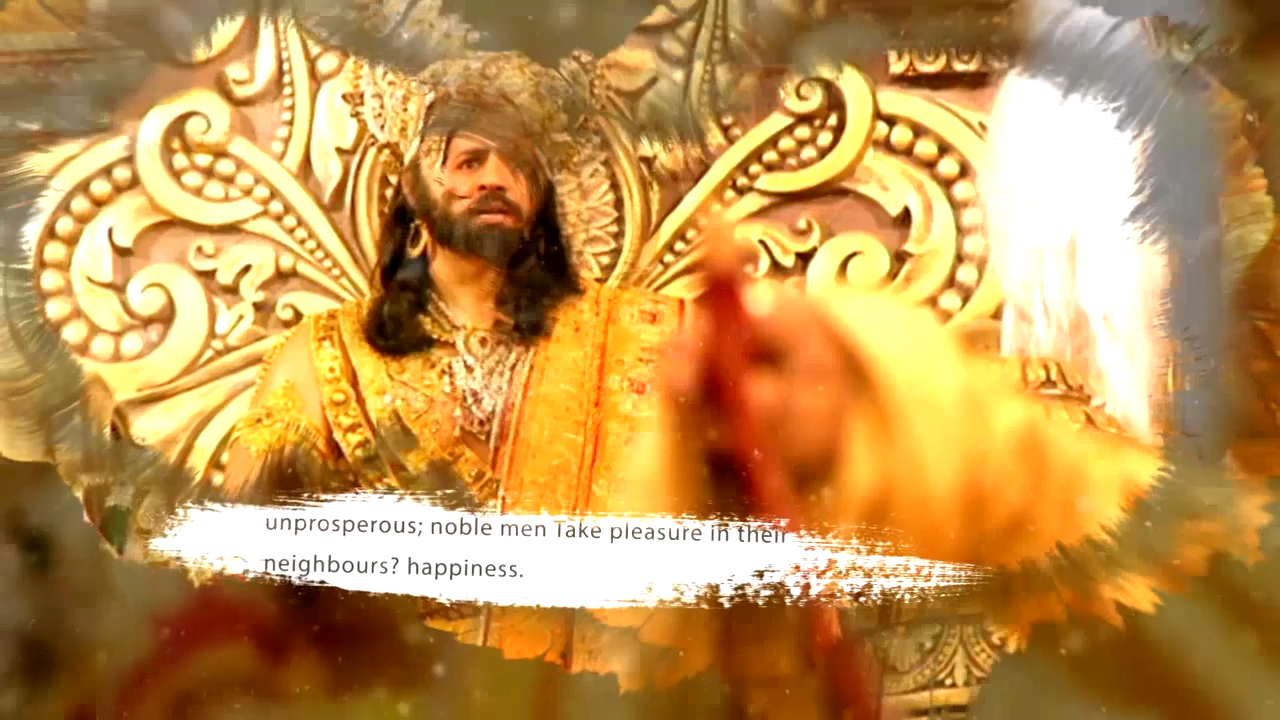 unprosperous; noble men Take pleasure in their
neighbours? happiness.